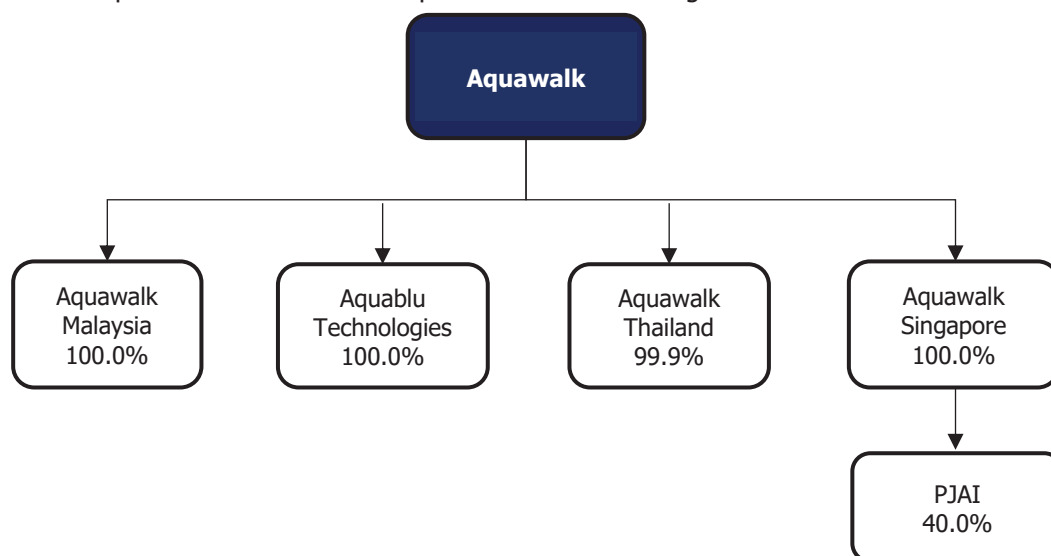 Aquawalk
Aquawalk
Malaysia
100.0%
Aquablu
Technologies
100.0%
Aquawalk
Thailand
99.9%
Aquawalk
Singapore
100.0%
PJAI
40.0%